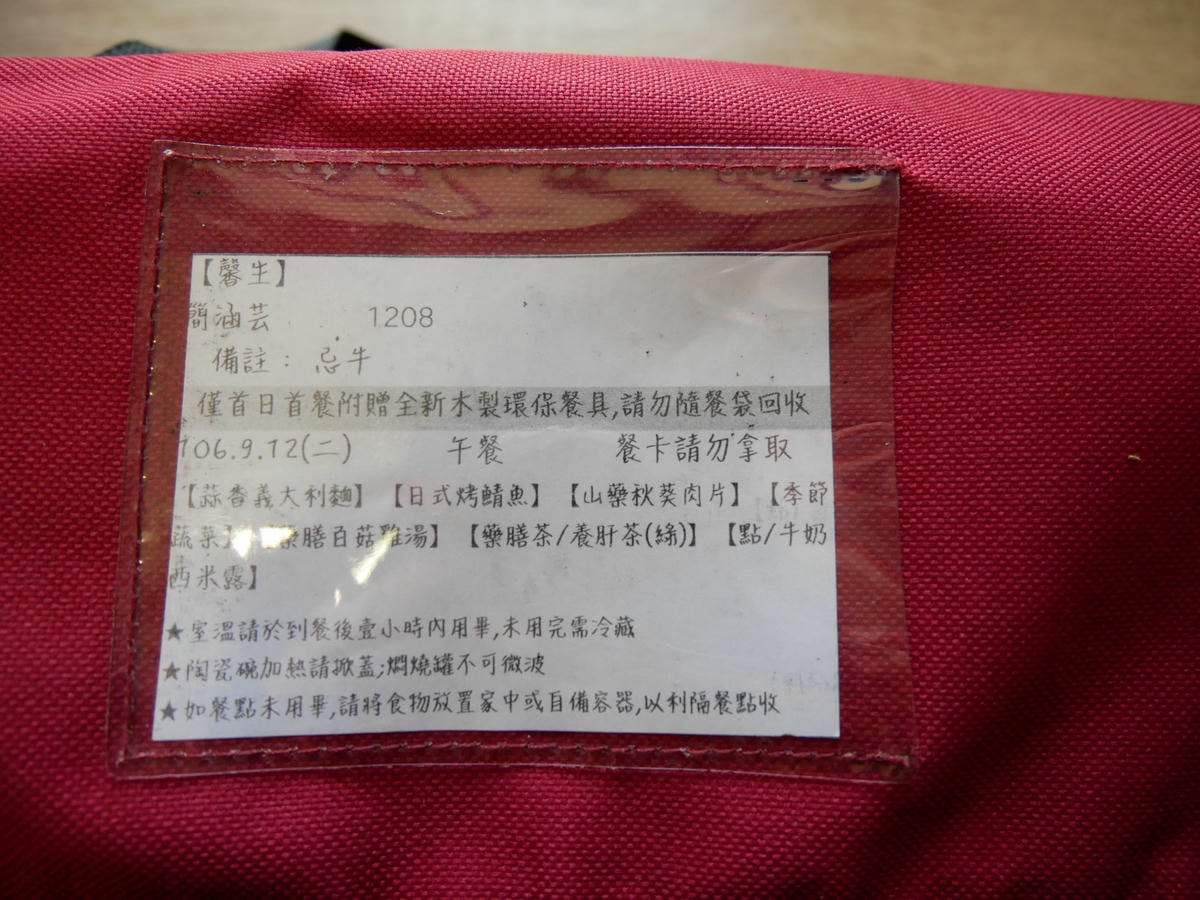 【馨生】
簡涵芸 1208
備註：忌牛
僅首日首餐附贈全新木製環保餐具,請勿隨餐袋回收
106.9.12(二) 午餐 餐卡請勿拿取
【蒜香義大利麵】【日式烤鯖魚】【山藥秋葵肉片】【季節
蔬菜】【藥膳百菇雞湯】【藥膳茶/養肝茶(綠)】【點/牛奶
西米露】
★室溫請於到餐後壹小時內用畢,未用完需冷藏
★陶瓷碗加熱請掀蓋;燜燒罐不可微波
★如餐點未用畢,請將食物放置家中或自備容器,以利隔餐點收